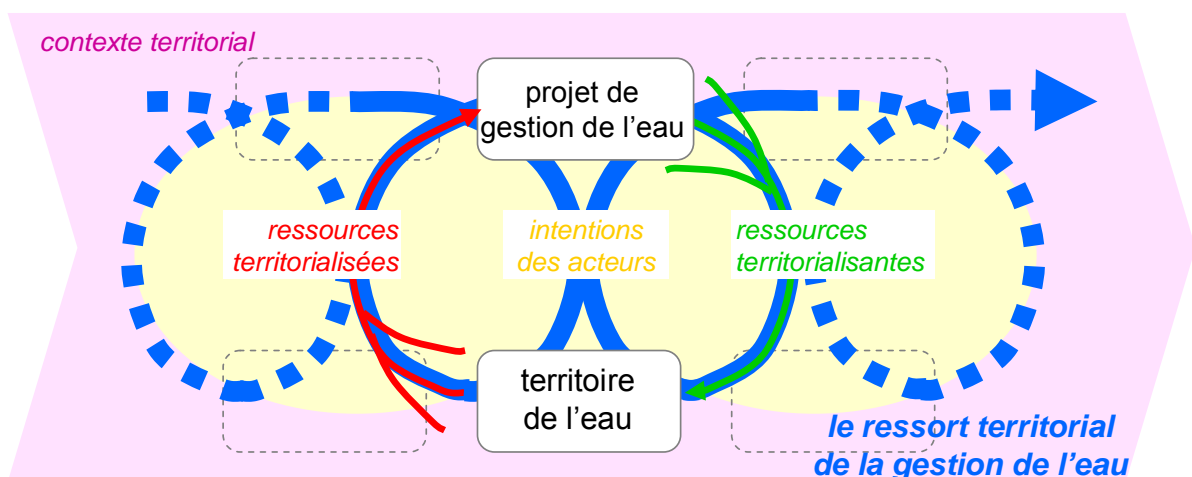 contexte territorial
projet de
gestion de l’eau
ressources
territorialisées
intentions
des acteurs
ressources
territorialisantes
territoire
de l’eau
le ressort territorial
de la gestion de l’eau